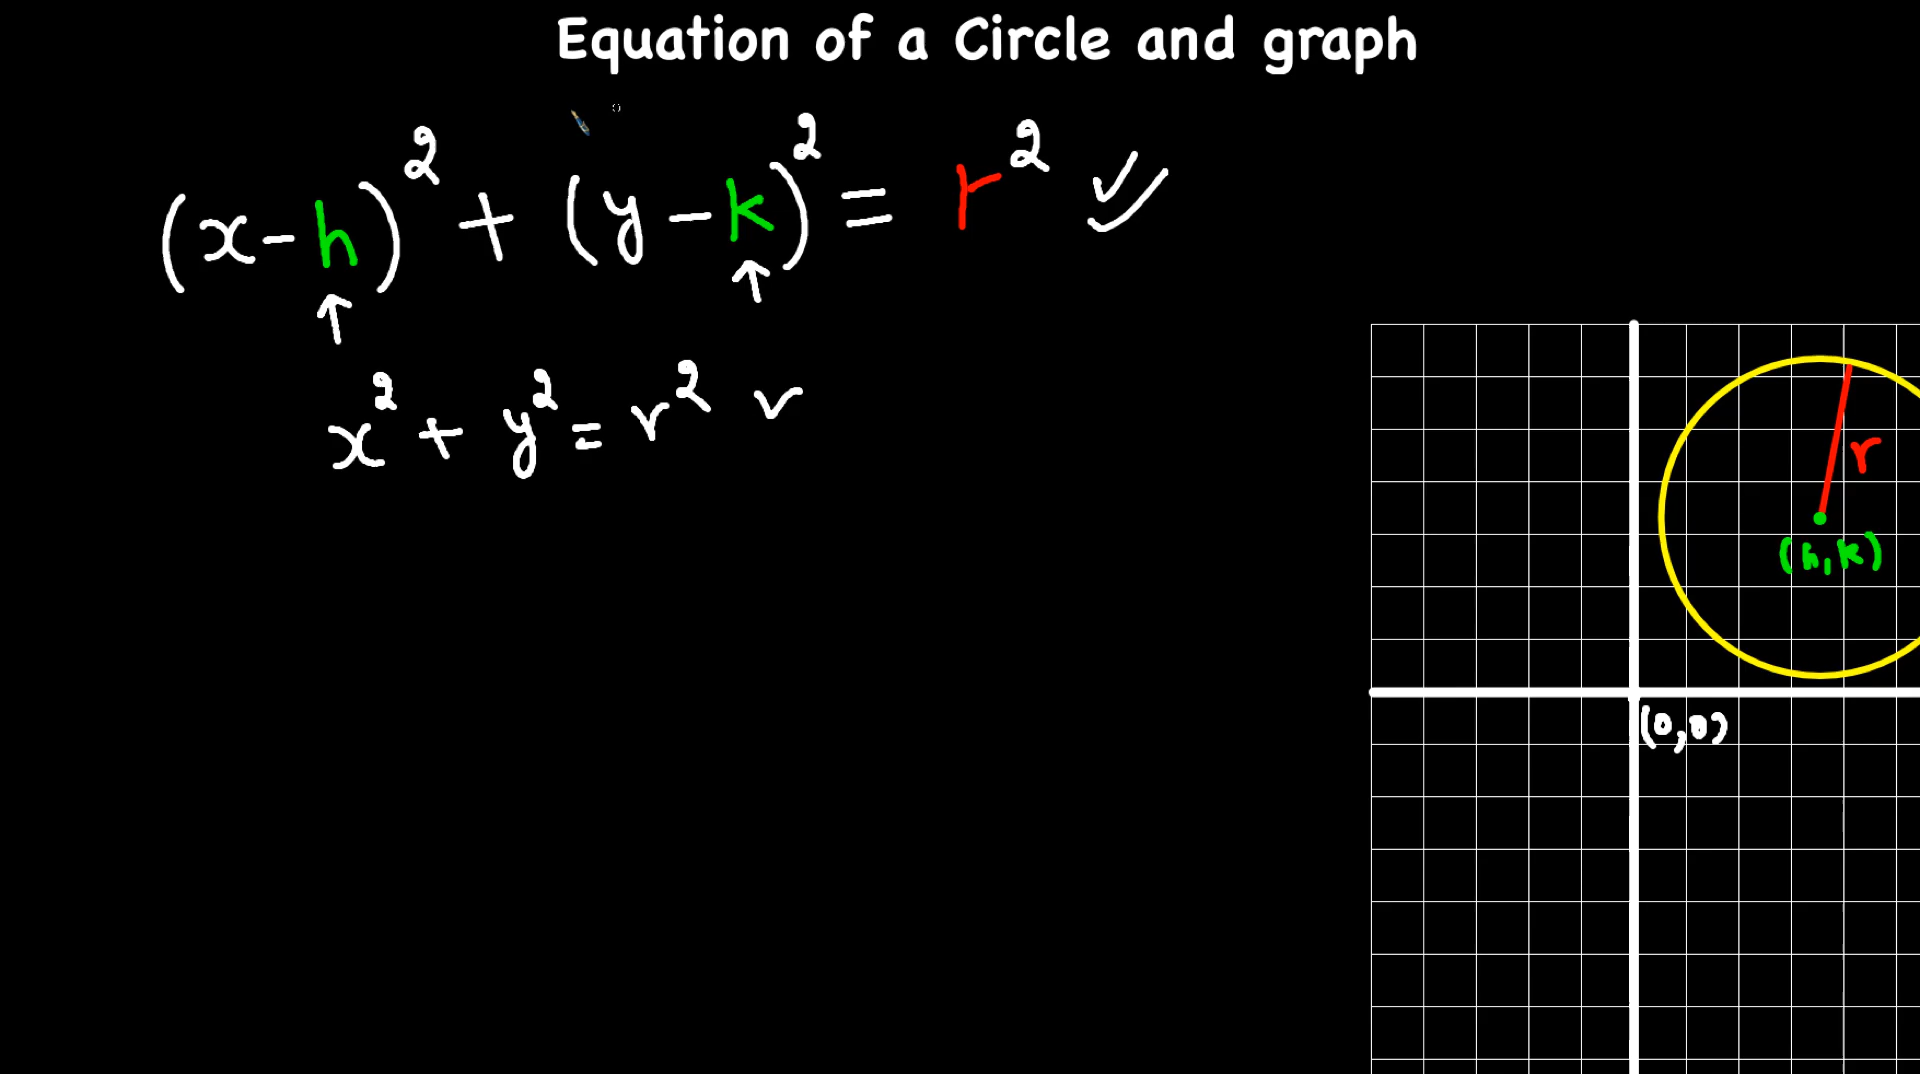 Equation of a Circle and graph
(x-h)² + (y-k)² = r²
x² + y² = r²
r
(h,k)
(0,0)